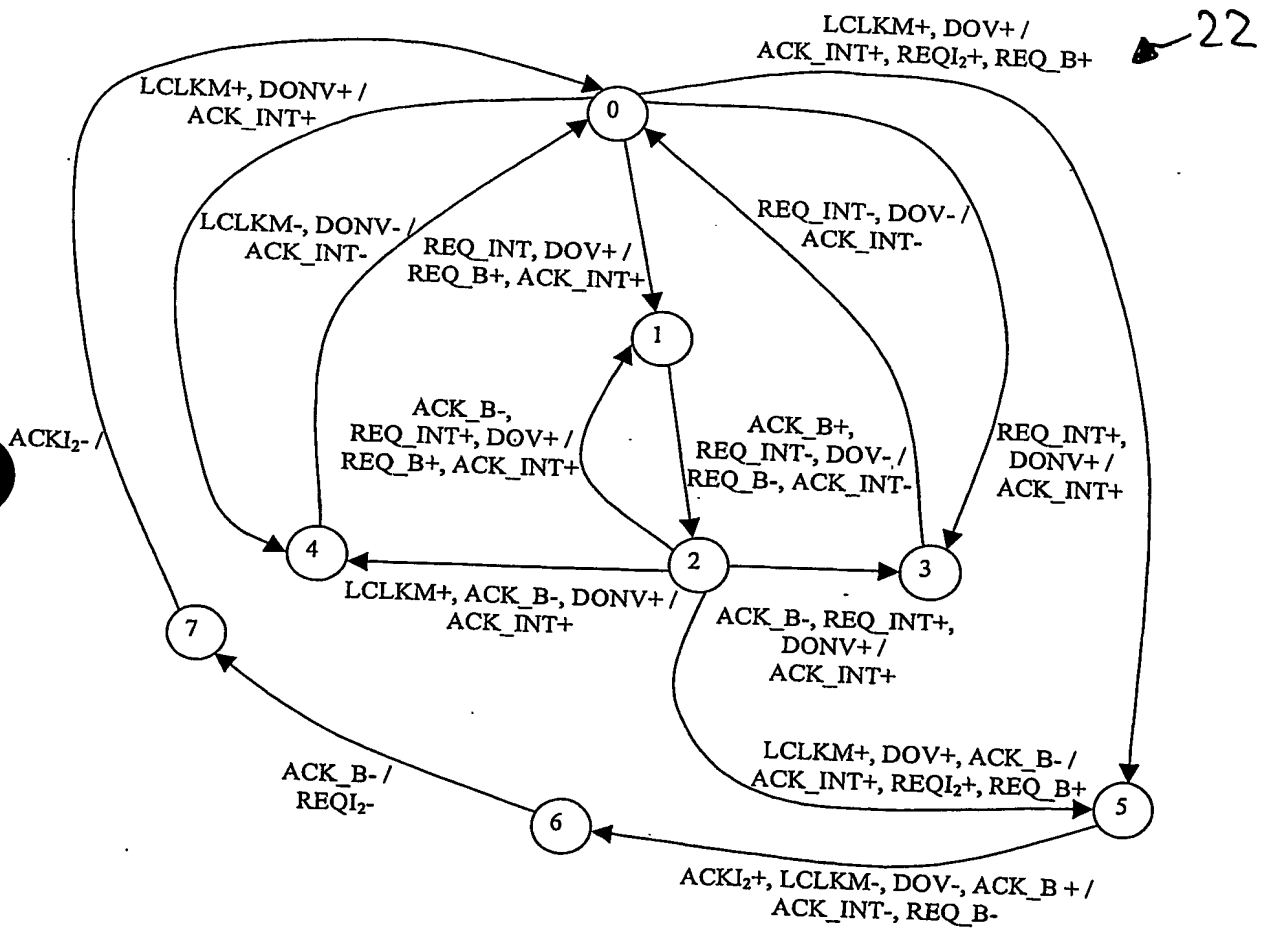 LCLKM+, DOV+ /
ACK_INT+, REQI₂+, REQ_B+
22
LCLKM+, DONV+ /
ACK_INT+
0
LCLKM-, DONV- /
ACK_INT-
REQ_INT, DOV+ /
REQ_B+, ACK_INT+
REQ_INT-, DOV- /
ACK_INT-
1
ACKI₂- /
ACK_B-,
REQ_INT+, DOV+ /
REQ_B+, ACK_INT+
ACK_B+,
REQ_INT-, DOV- /
REQ_B-, ACK_INT-
REQ_INT+,
DONV+ /
ACK_INT+
4
2
3
LCLKM+, ACK_B-, DONV+ /
ACK_INT+
ACK_B-, REQ_INT+,
DONV+ /
ACK_INT+
7
LCLKM+, DOV+, ACK_B- /
ACK_INT+, REQI₂+, REQ_B+
ACK_B- /
REQI₂-
6
5
ACKI₂+, LCLKM-, DOV-, ACK_B + /
ACK_INT-, REQ_B-